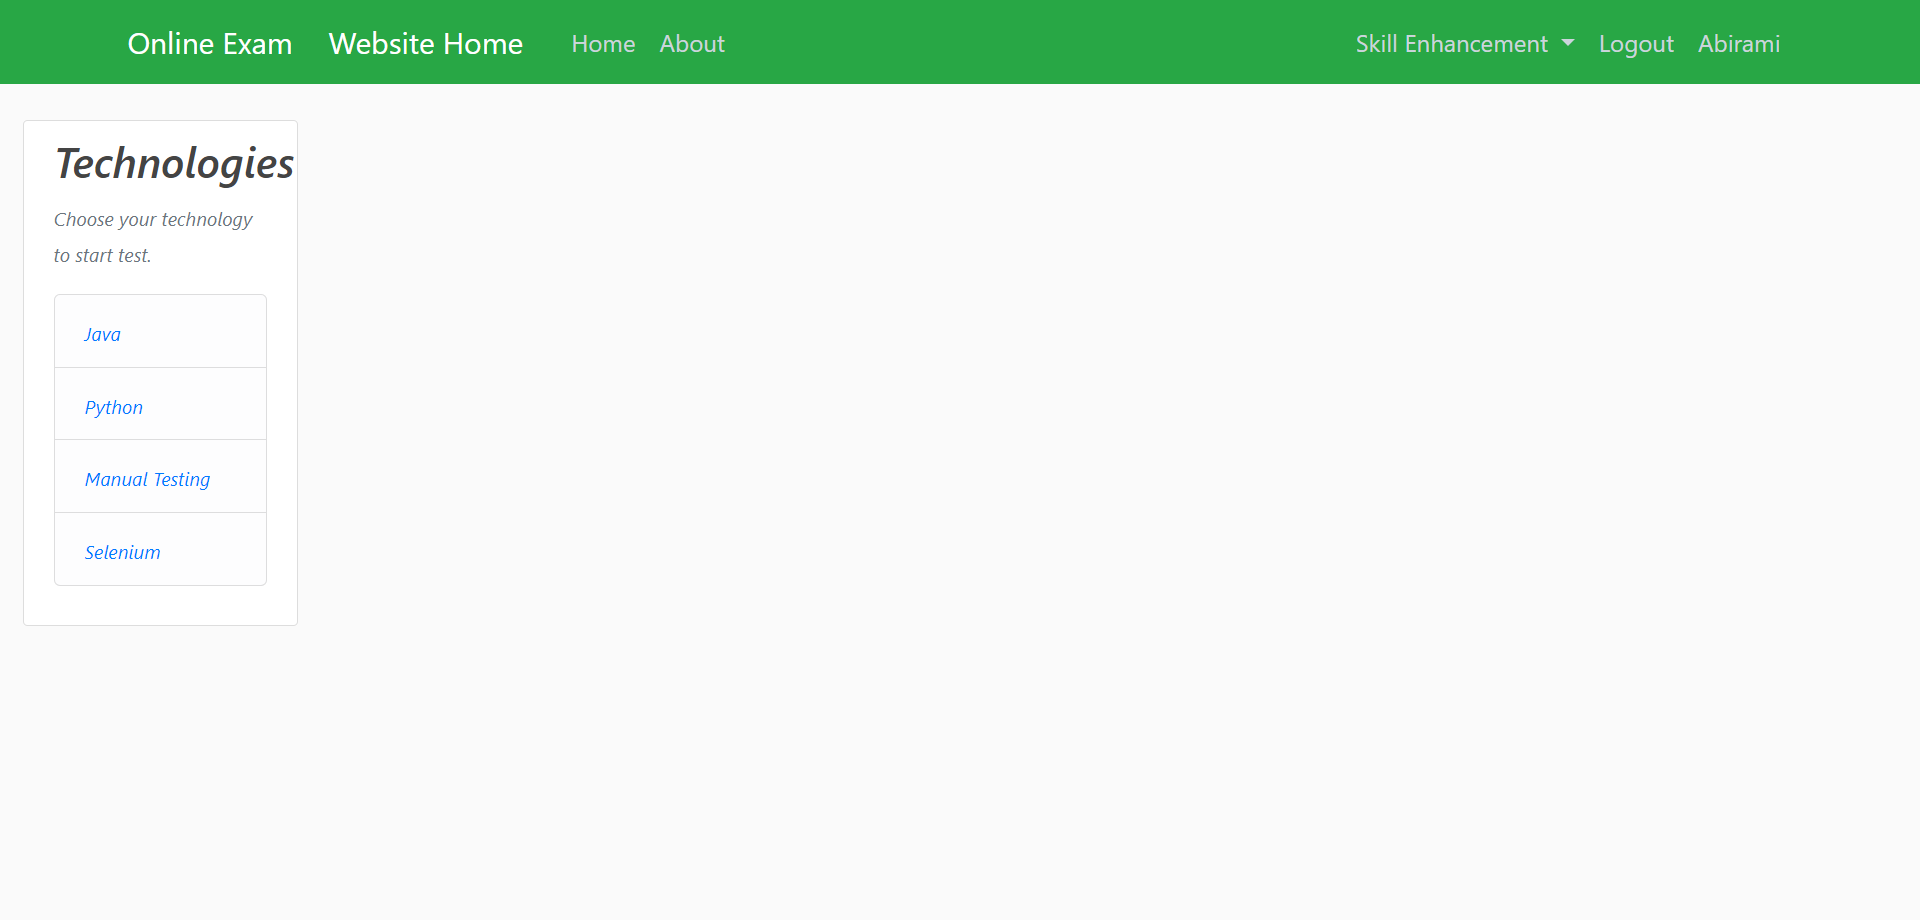 Online Exam Website Home Home About Skill Enhancement Logout Abirami
Technologies
Choose your technology
to start test.
Java
Python
Manual Testing
Selenium